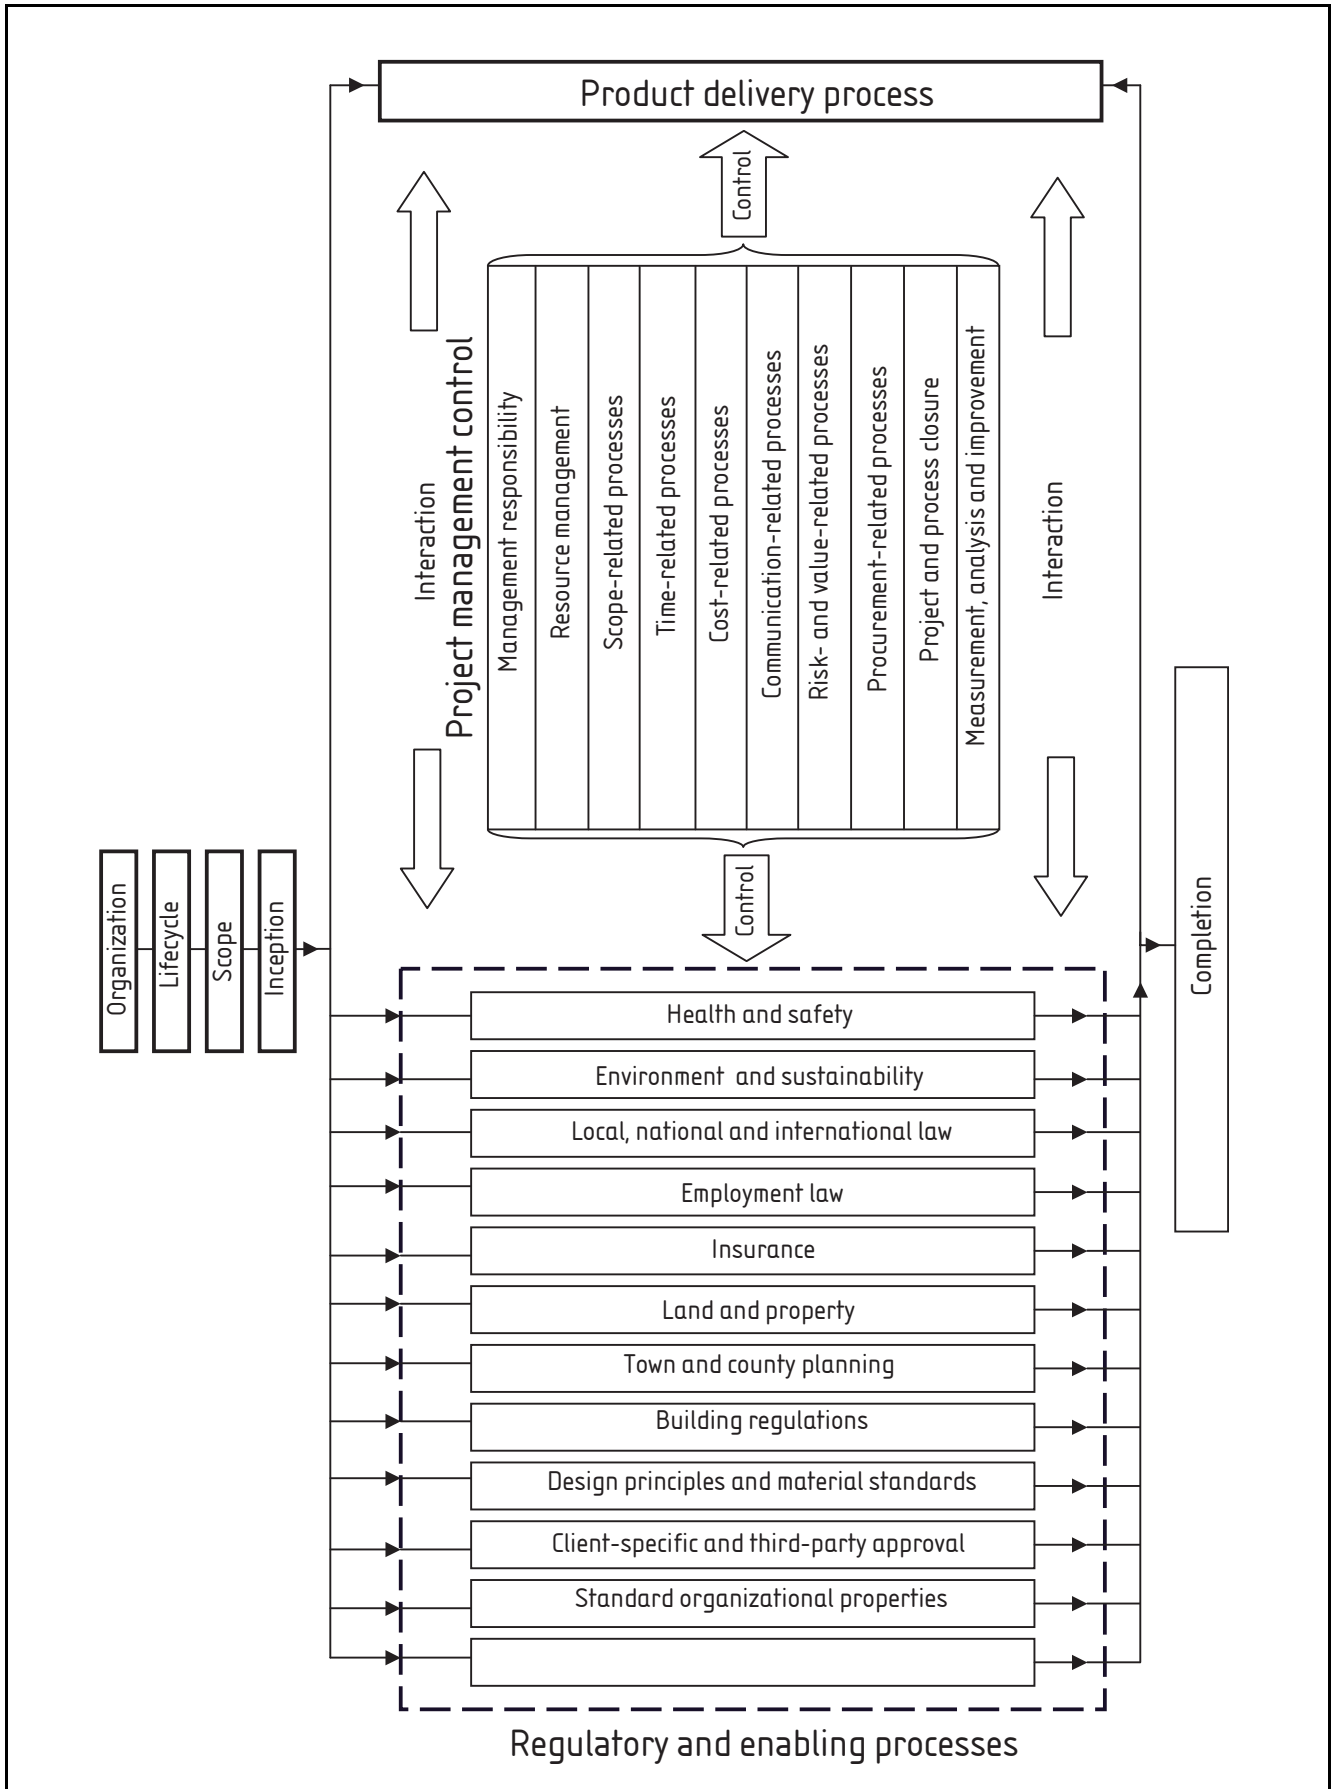 Product delivery process
Control
Interaction
Project management control
Management responsibility
Resource management
Scope-related processes
Time-related processes
Cost-related processes
Communication-related processes
Risk- and value-related processes
Procurement-related processes
Project and process closure
Measurement, analysis and improvement
Interaction
Control
Organization
Lifecycle
Scope
Inception
Completion
Health and safety
Environment and sustainability
Local, national and international law
Employment law
Insurance
Land and property
Town and county planning
Building regulations
Design principles and material standards
Client-specific and third-party approval
Standard organizational properties
Regulatory and enabling processes